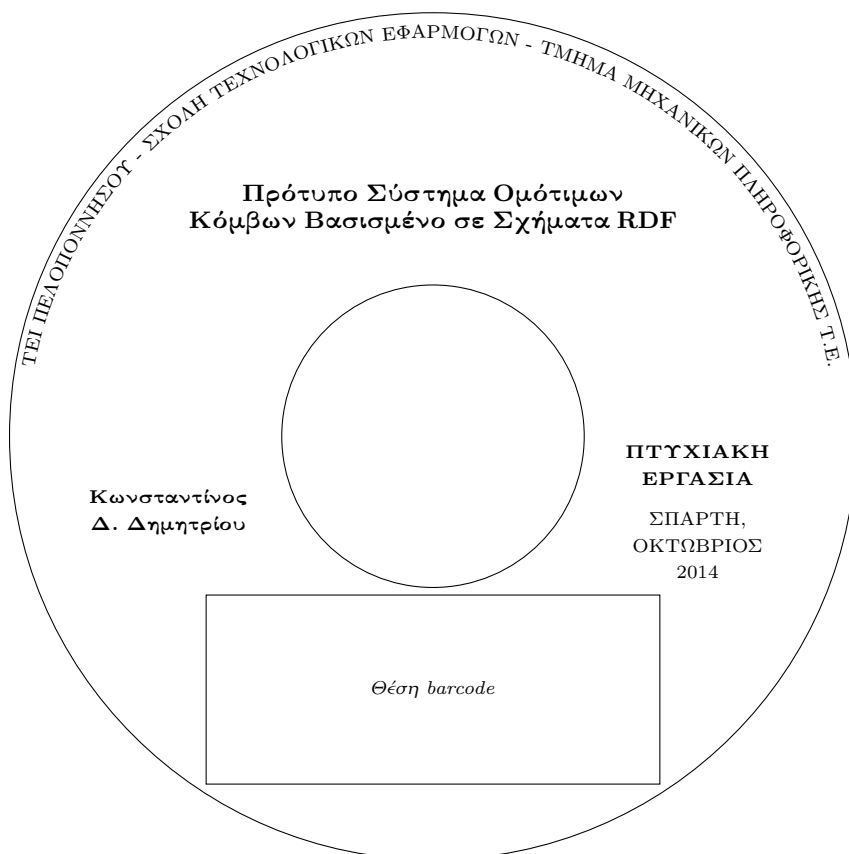 ΤΕΙ ΠΕΛΟΠΟΝΝΗΣΟΥ - ΣΧΟΛΗ ΤΕΧΝΟΛΟΓΙΚΩΝ ΕΦΑΡΜΟΓΩΝ - ΤΜΗΜΑ ΜΗΧΑΝΙΚΩΝ ΠΛΗΡΟΦΟΡΙΚΗΣ Τ.Ε.
Πρότυπο Σύστημα Ομότιμων
Κόμβων Βασισμένο σε Σχήματα RDF
Κωνσταντίνος
Δ. Δημητρίου
ΠΤΥΧΙΑΚΗ
ΕΡΓΑΣΙΑ
ΣΠΑΡΤΗ,
ΟΚΤΩΒΡΙΟΣ
2014
Θέση barcode